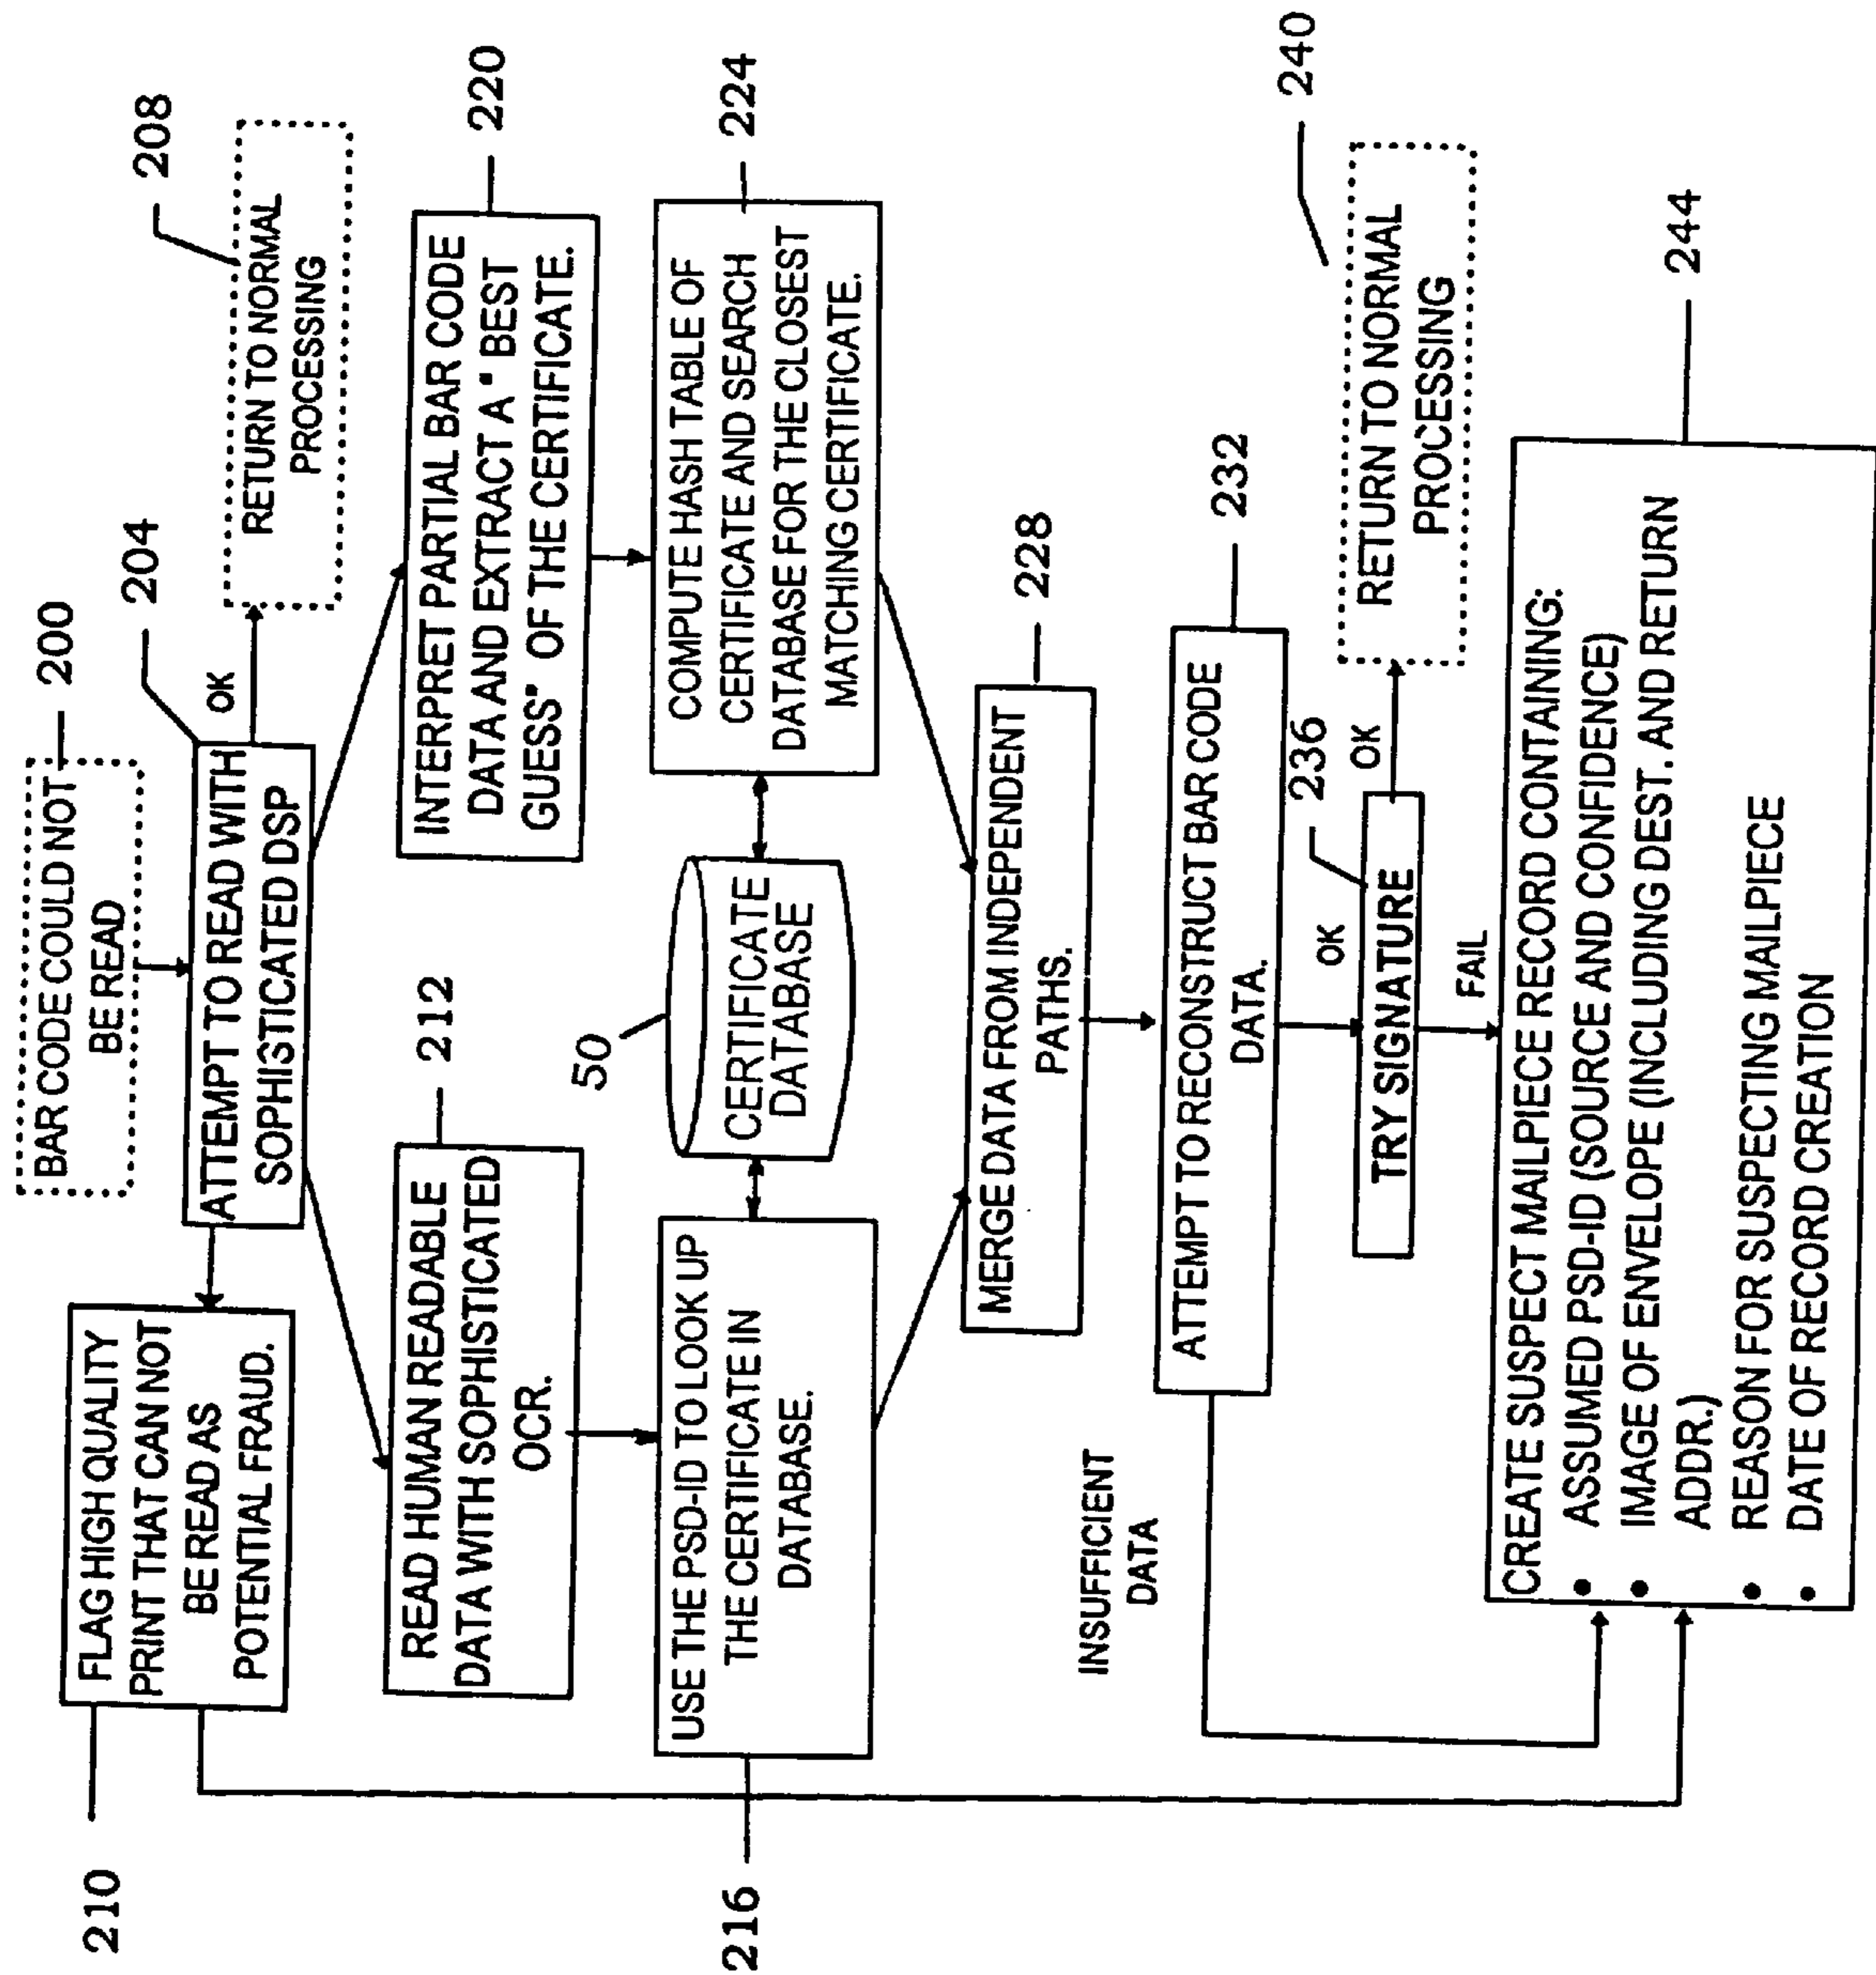 BAR CODE COULD NOT
BE READ
200
204
ATTEMPT TO READ WITH
SOPHISTICATED DSP
OK
208
RETURN TO NORMAL
PROCESSING
210
FLAG HIGH QUALITY
PRINT THAT CAN NOT
BE READ AS
POTENTIAL FRAUD.
212
READ HUMAN READABLE
DATA WITH SOPHISTICATED
OCR.
220
INTERPRET PARTIAL BAR CODE
DATA AND EXTRACT A "BEST
GUESS" OF THE CERTIFICATE.
216
USE THE PSD-ID TO LOOK UP
THE CERTIFICATE IN
DATABASE.
50
CERTIFICATE
DATABASE
224
COMPUTE HASH TABLE OF
CERTIFICATE AND SEARCH
DATABASE FOR THE CLOSEST
MATCHING CERTIFICATE.
228
MERGE DATA FROM INDEPENDENT
PATHS.
232
ATTEMPT TO RECONSTRUCT BAR CODE
DATA.
INSUFFICIENT
DATA
OK
236
TRY SIGNATURE
OK
240
RETURN TO NORMAL
PROCESSING
FAIL
244
CREATE SUSPECT MAILPIECE RECORD CONTAINING:
• ASSUMED PSD-ID (SOURCE AND CONFIDENCE)
• IMAGE OF ENVELOPE (INCLUDING DEST. AND RETURN
ADDR.)
• REASON FOR SUSPECTING MAILPIECE
• DATE OF RECORD CREATION